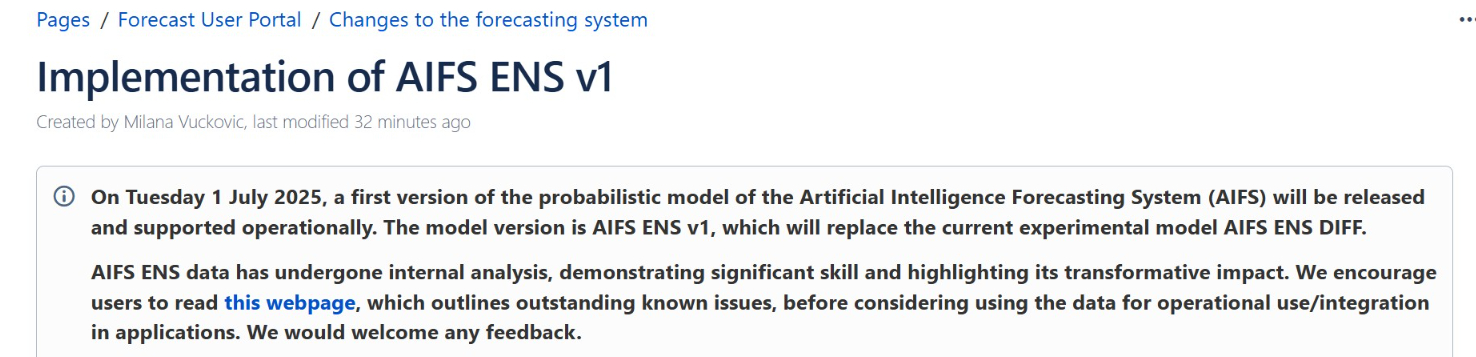 Pages / Forecast User Portal / Changes to the forecasting system
Implementation of AIFS ENS v1
Created by Milana Vuckovic, last modified 32 minutes ago
On Tuesday 1 July 2025, a first version of the probabilistic model of the Artificial Intelligence Forecasting System (AIFS) will be released
and supported operationally. The model version is AIFS ENS v1, which will replace the current experimental model AIFS ENS DIFF.
AIFS ENS data has undergone internal analysis, demonstrating significant skill and highlighting its transformative impact. We encourage
users to read this webpage, which outlines outstanding known issues, before considering using the data for operational use/integration
in applications. We would welcome any feedback.